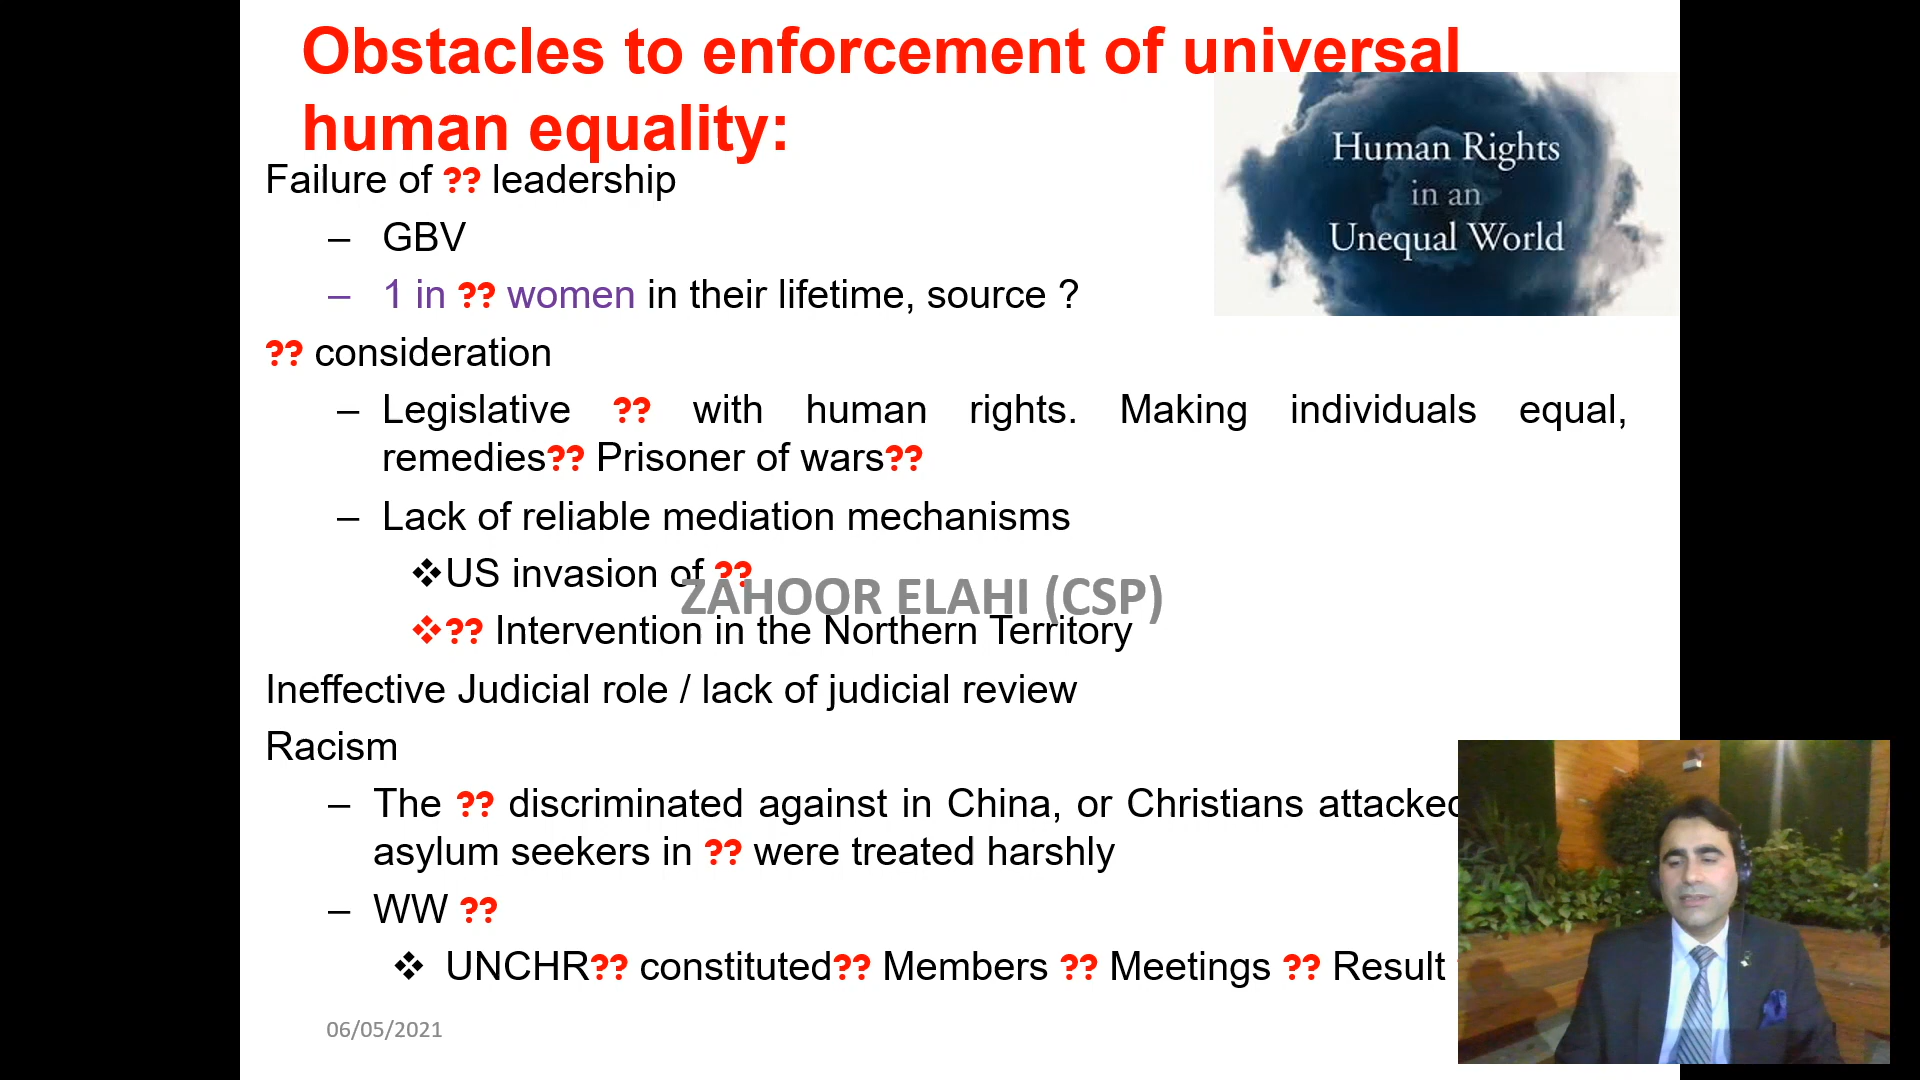 Obstacles to enforcement of universal
human equality:
Human Rights
in an
Unequal World
Failure of ?? leadership
– GBV
– 1 in ?? women in their lifetime, source ?
?? consideration
– Legislative ?? with human rights. Making individuals equal,
remedies?? Prisoner of wars??
– Lack of reliable mediation mechanisms
❖US invasion of ??
ZAHOOR ELAHI (CSP)
❖?? Intervention in the Northern Territory
Ineffective Judicial role / lack of judicial review
Racism
– The ?? discriminated against in China, or Christians attacked
asylum seekers in ?? were treated harshly
– WW ??
❖ UNCHR?? constituted?? Members ?? Meetings ?? Result
06/05/2021